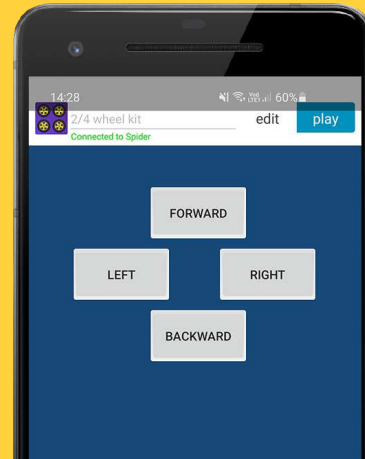 14:28 60%
2/4 wheel kit edit play
Connected to Spider
FORWARD
LEFT RIGHT
BACKWARD